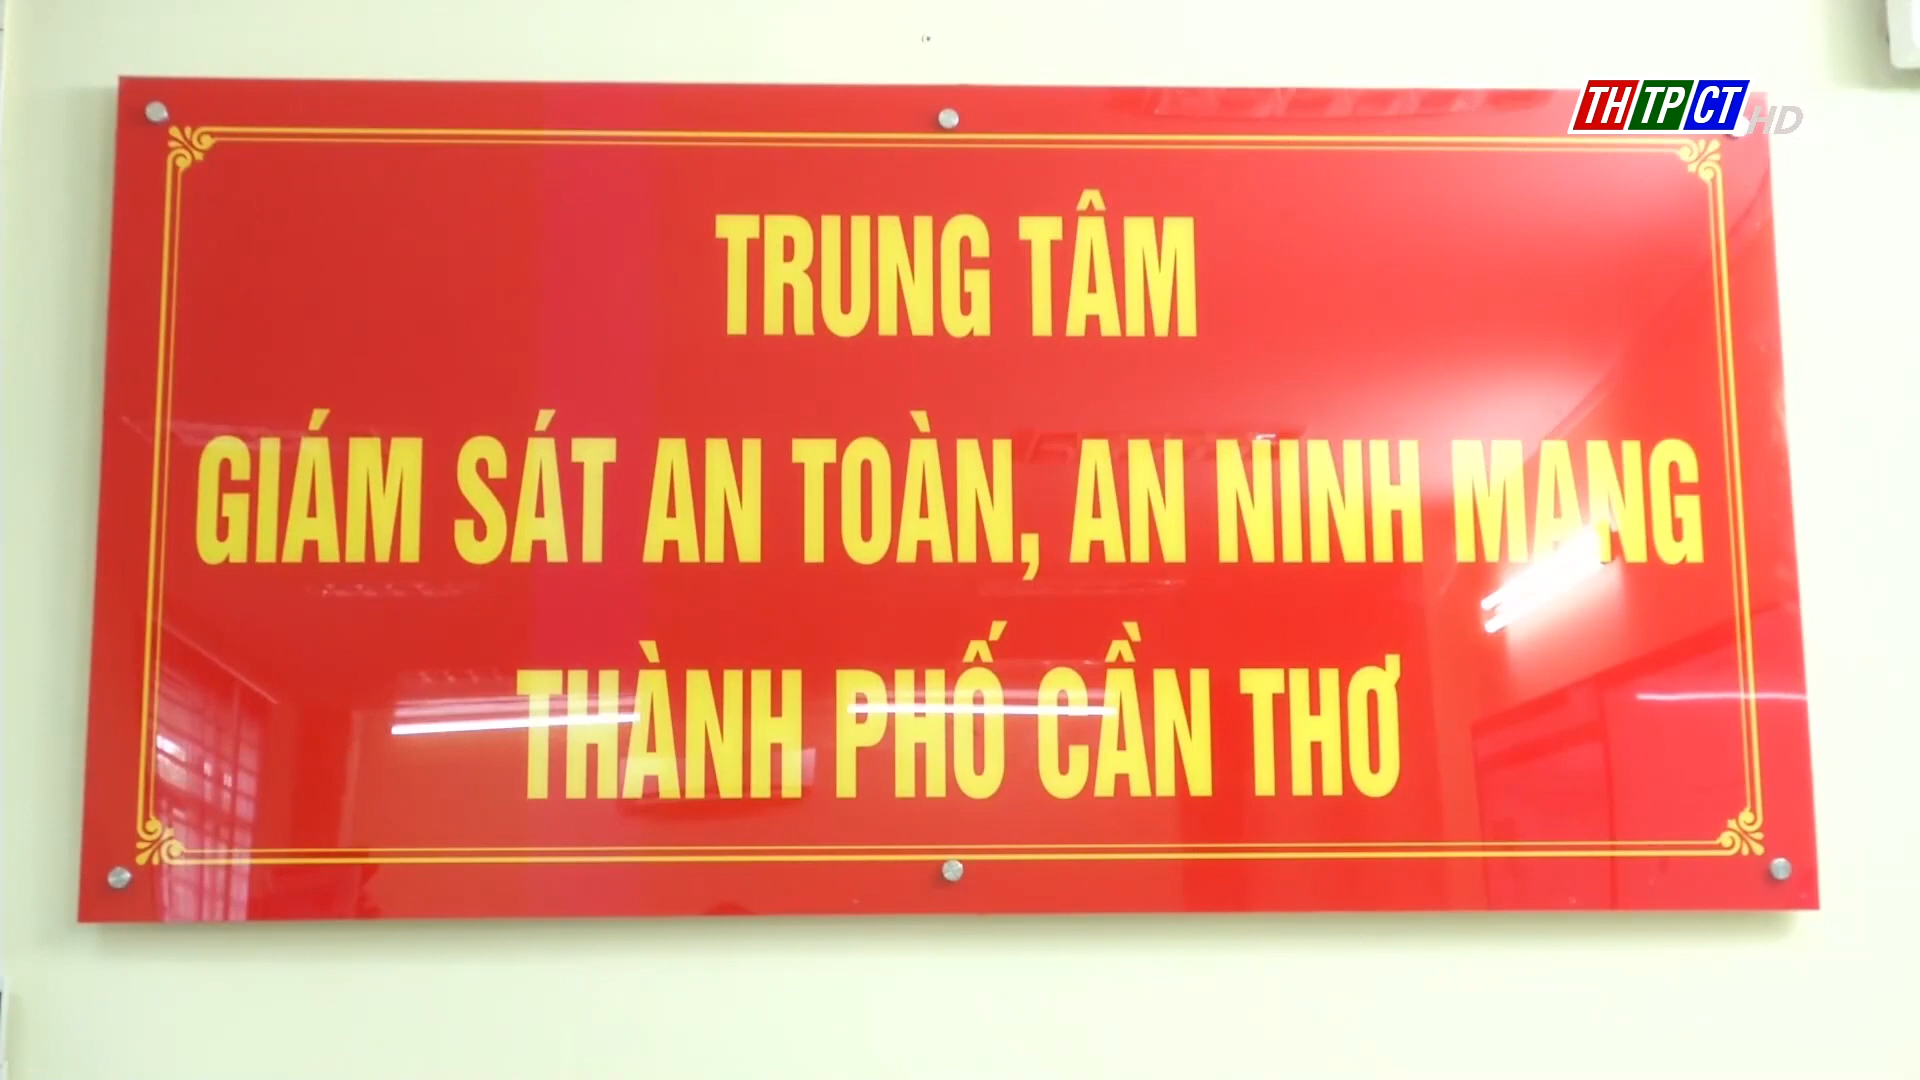 THTPCT HD
TRUNG TÂM
GIÁM SÁT AN TOÀN, AN NINH MẠNG
THÀNH PHỐ CẦN THƠ